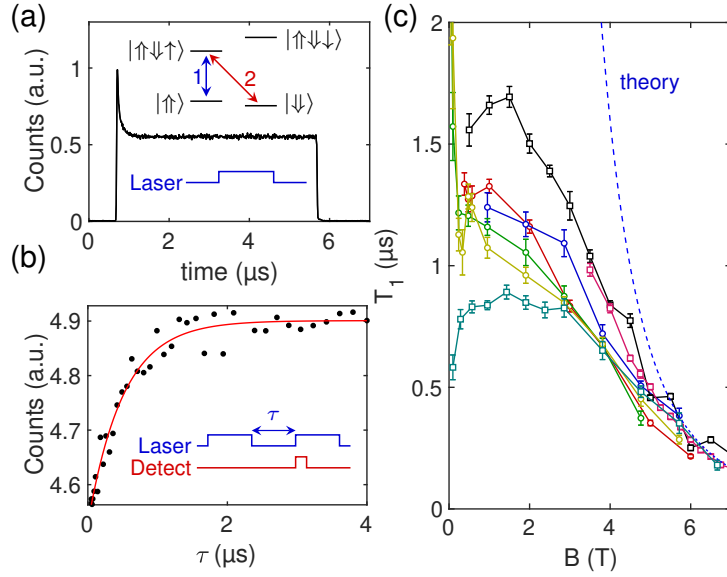 (a)
Counts (a.u.)
1
0.5
0
0 2 4 6
time (μs)
|⇑⇓↑⟩
|⇑⇓↓⟩
1
2
|⇑⟩
|⇓⟩
Laser
(b)
Counts (a.u.)
4.9
4.8
4.7
4.6
0 2 4
τ (μs)
τ
Laser
Detect
(c)
T₁ (μs)
2
1.5
1
0.5
0
0 2 4 6
B (T)
theory